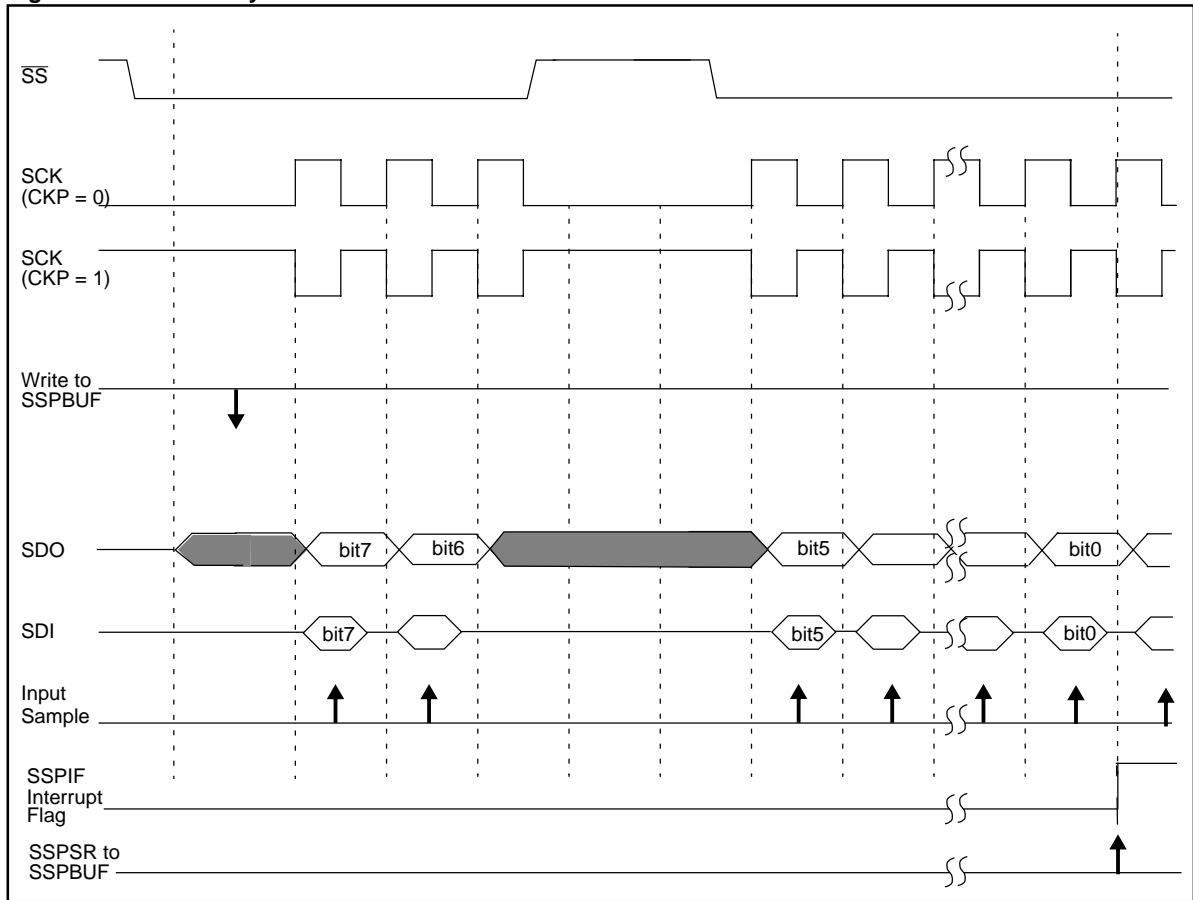 SS
SCK
(CKP = 0)
SCK
(CKP = 1)
Write to
SSPBUF
SDO
bit7
bit6
bit5
bit0
SDI
bit7
bit5
bit0
Input
Sample
SSPIF
Interrupt
Flag
SSPSR to
SSPBUF